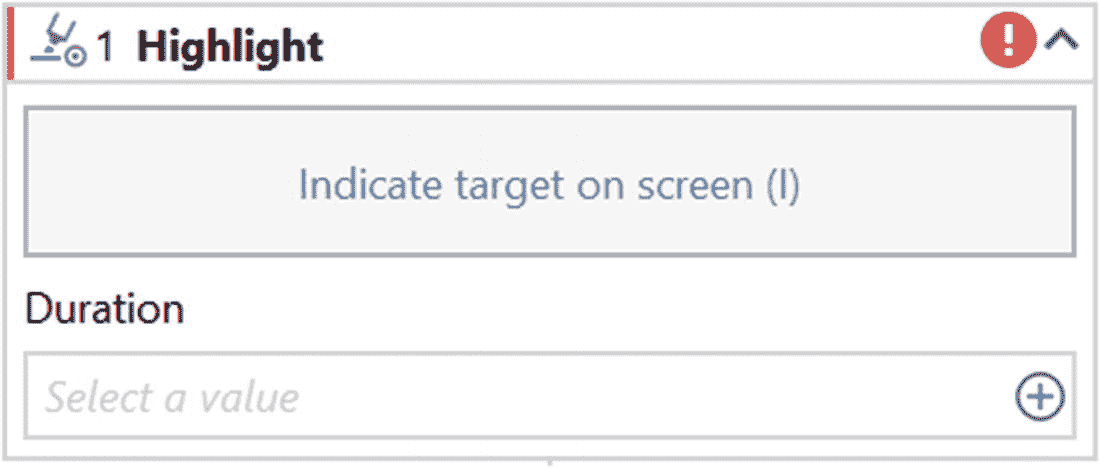 1 Highlight
Indicate target on screen (I)
Duration
Select a value